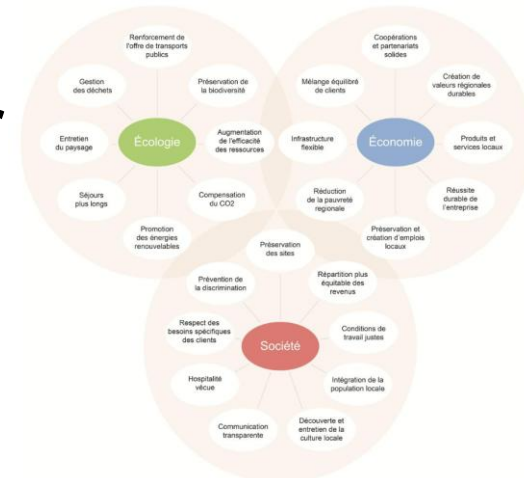 Renforcement de
l'offre de transports
publics
Gestion
des déchets
Préservation de
la biodiversité
Entretien
du paysage
Écologie
Augmentation
de l'efficacité
des ressources
Séjours
plus longs
Compensation
du CO2
Promotion
des énergies
renouvelables
Coopérations
et partenariats
solides
Mélange équilibré
de clients
Création de
valeurs régionales
durables
Infrastructure
flexible
Économie
Produits et
services locaux
Réduction
de la pauvreté
regionale
Réussite
durable de
l'entreprise
Préservation et
création d'emplois
locaux
Préservation
des sites
Prévention de
la discrimination
Répartition plus
équitable des
revenus
Respect des
besoins spécifiques
des clients
Société
Conditions de
travail justes
Hospitalité
vécue
Intégration de la
population locale
Communication
transparente
Découverte et
entretien de la
culture locale